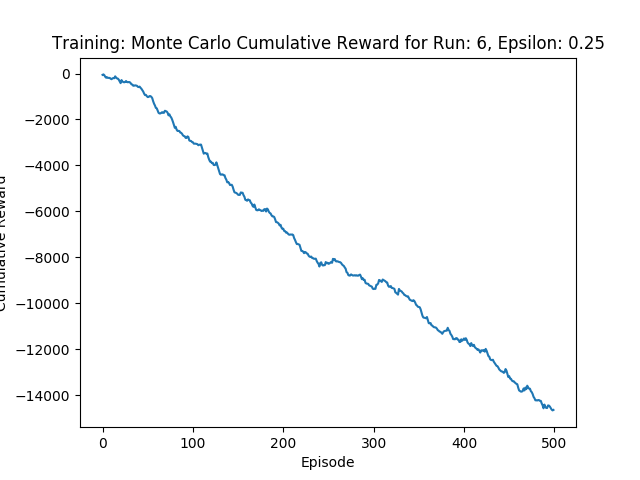 Training: Monte Carlo Cumulative Reward for Run: 6, Epsilon: 0.25
Cumulative Reward
0
−2000
−4000
−6000
−8000
−10000
−12000
−14000
0 100 200 300 400 500
Episode